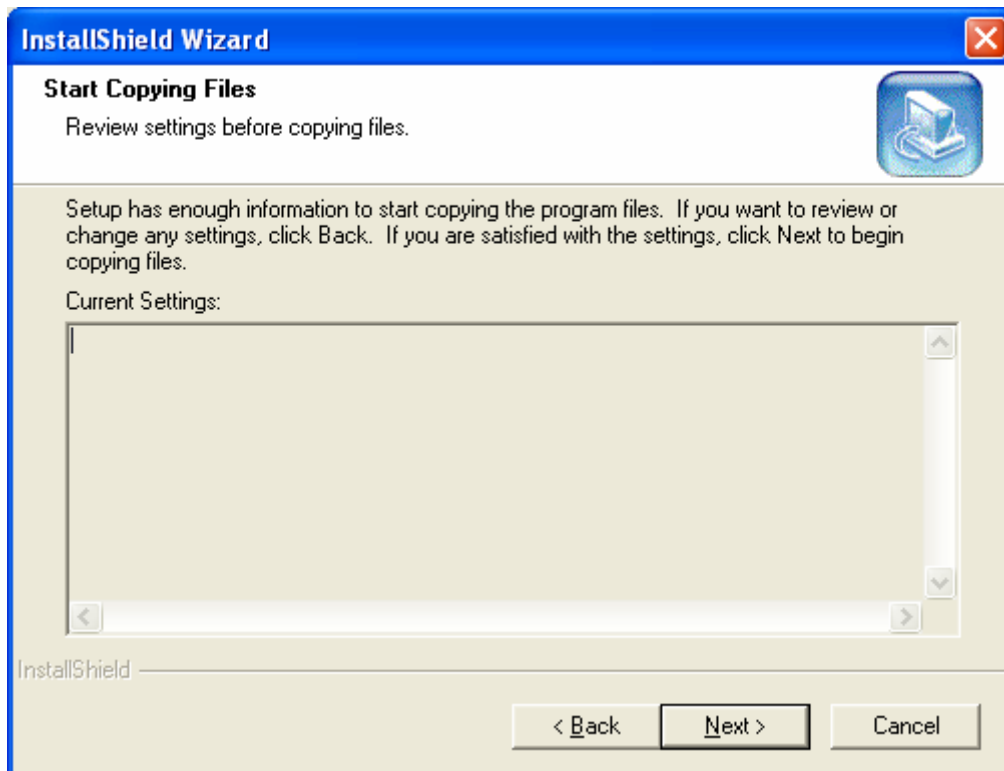 InstallShield Wizard
Start Copying Files
Review settings before copying files.
Setup has enough information to start copying the program files.  If you want to review or
change any settings, click Back.  If you are satisfied with the settings, click Next to begin
copying files.
Current Settings:
InstallShield
< Back Next > Cancel